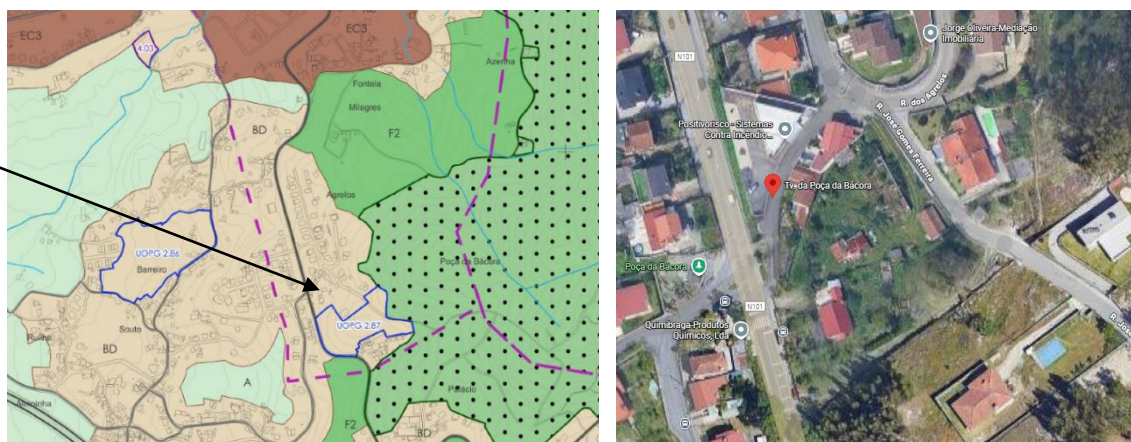 EC3
EC3
4.03
Azenha
Fontela
Milagres
BD
F2
Agrelos
UOPG 2.86
Barreiro
Poça da Bácora
UOPG 2.87
Souto
BD
A
Palácio
F2
BD
N101
Jorge Oliveira-Mediação
Imobiliária
R. dos Agrelos
Positivorisco - Sistemas
Contra Incêndio...
R. José Gomes Ferreira
Tv. da Poça da Bácora
Poça da Bácora
N101
Quimibraga-Produtos
Químicos, Lda
R. José